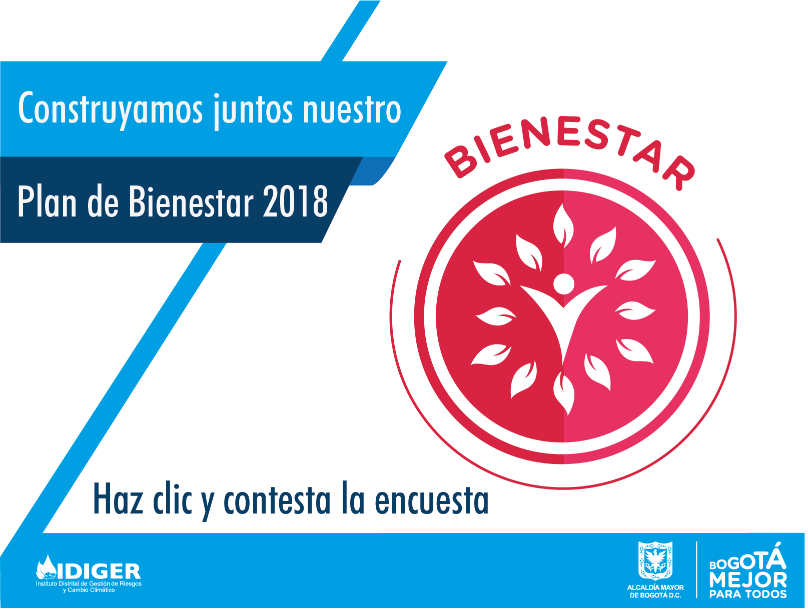 Construyamos juntos nuestro
Plan de Bienestar 2018
BIENESTAR
Haz clic y contesta la encuesta
IDIGER
Instituto Distrital de Gestión de Riesgos
y Cambio Climático
ALCALDÍA MAYOR
DE BOGOTÁ D.C.
BOGOTÁ
MEJOR
PARA TODOS